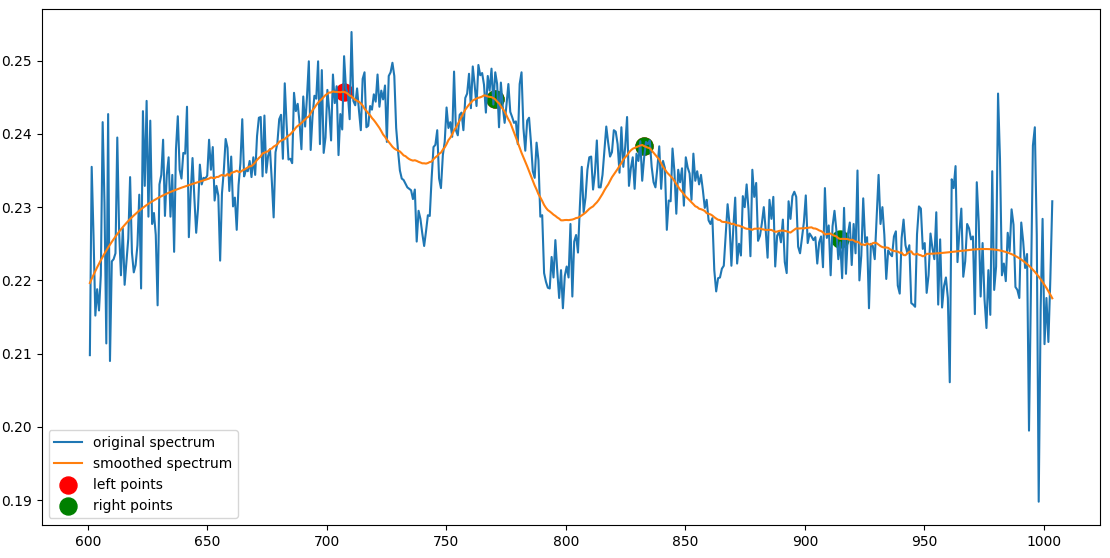 0.25
0.24
0.23
0.22
0.21
0.20
0.19
original spectrum
smoothed spectrum
left points
right points
600 650 700 750 800 850 900 950 1000